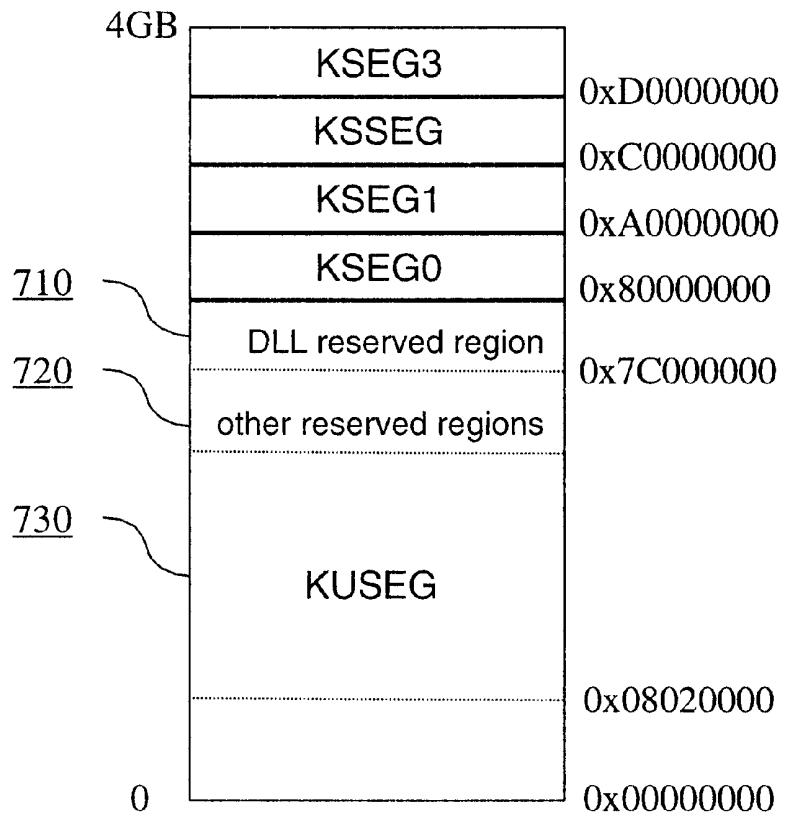 4GB
KSEG3
0xD0000000
KSSEG
0xC0000000
KSEG1
0xA0000000
KSEG0
0x80000000
710
DLL reserved region
0x7C000000
720
other reserved regions
730
KUSEG
0x08020000
0
0x00000000